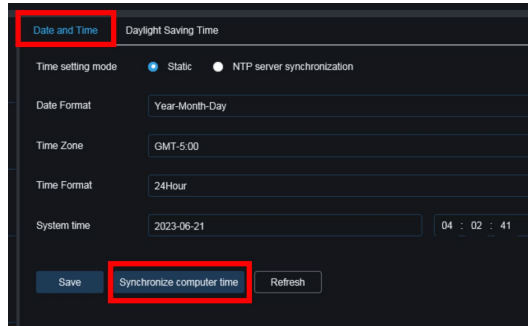 Date and Time Daylight Saving Time
Time setting mode Static NTP server synchronization
Date Format Year-Month-Day
Time Zone GMT-5:00
Time Format 24Hour
System time 2023-06-21 04 : 02 : 41
Save Synchronize computer time Refresh